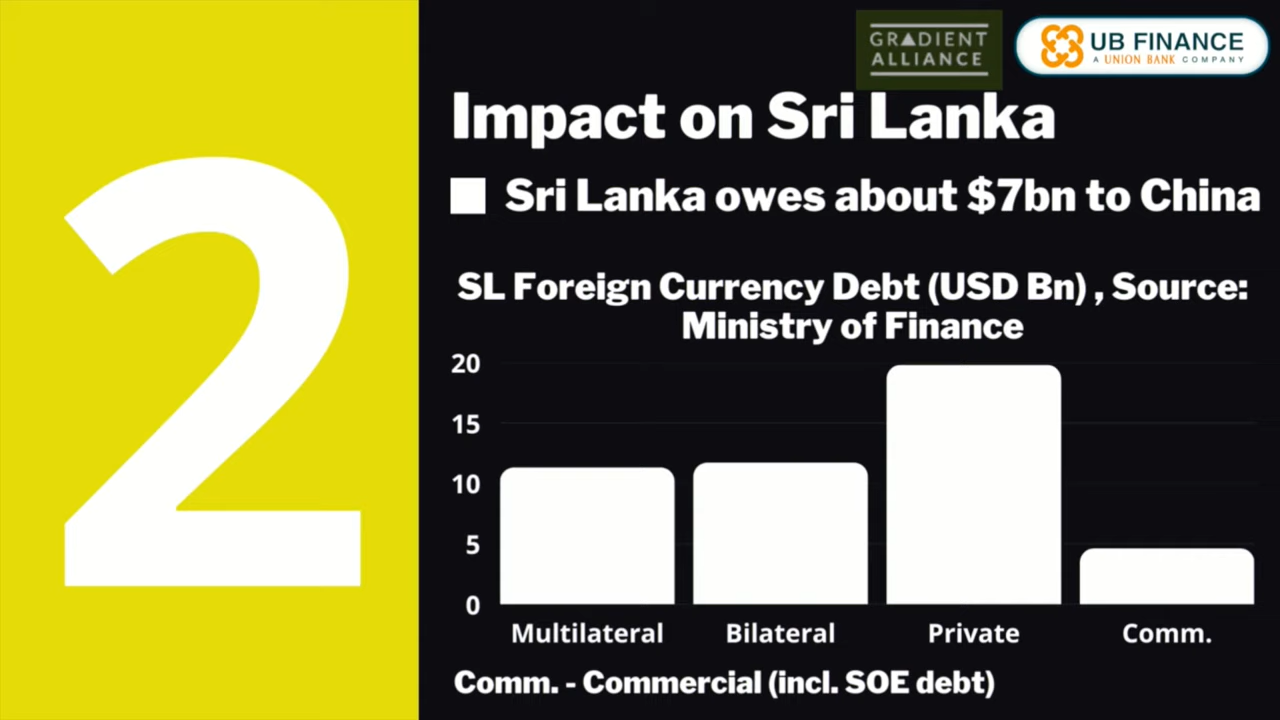 2
GRADIENT
ALLIANCE
UB FINANCE
A UNION BANK COMPANY
Impact on Sri Lanka
Sri Lanka owes about $7bn to China
SL Foreign Currency Debt (USD Bn) , Source:
Ministry of Finance
20
15
10
5
0
Multilateral Bilateral Private Comm.
Comm. - Commercial (incl. SOE debt)